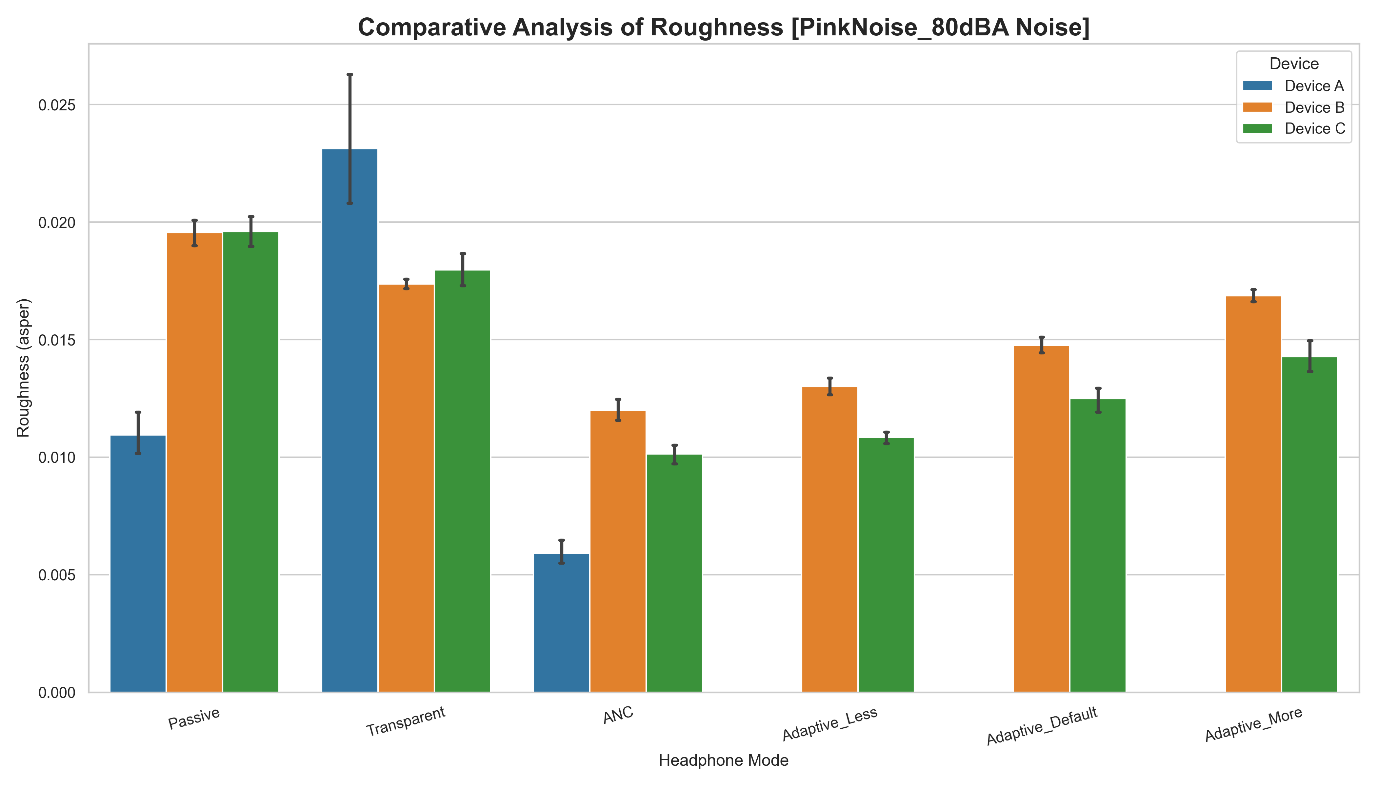 Comparative Analysis of Roughness [PinkNoise_80dBA Noise]
Device
Device A
Device B
Device C
Roughness (asper)
0.025
0.020
0.015
0.010
0.005
0.000
Passive
Transparent
ANC
Adaptive_Less
Adaptive_Default
Adaptive_More
Headphone Mode